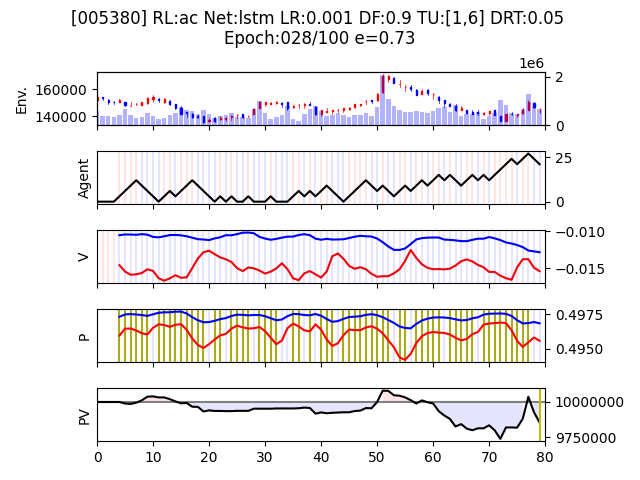 [005380] RL:ac Net:lstm LR:0.001 DF:0.9 TU:[1,6] DRT:0.05
Epoch:028/100 e=0.73
1e6
Env.
160000
140000
2
0
Agent
25
0
V
−0.010
−0.015
P
0.4975
0.4950
PV
10000000
9750000
0 10 20 30 40 50 60 70 80